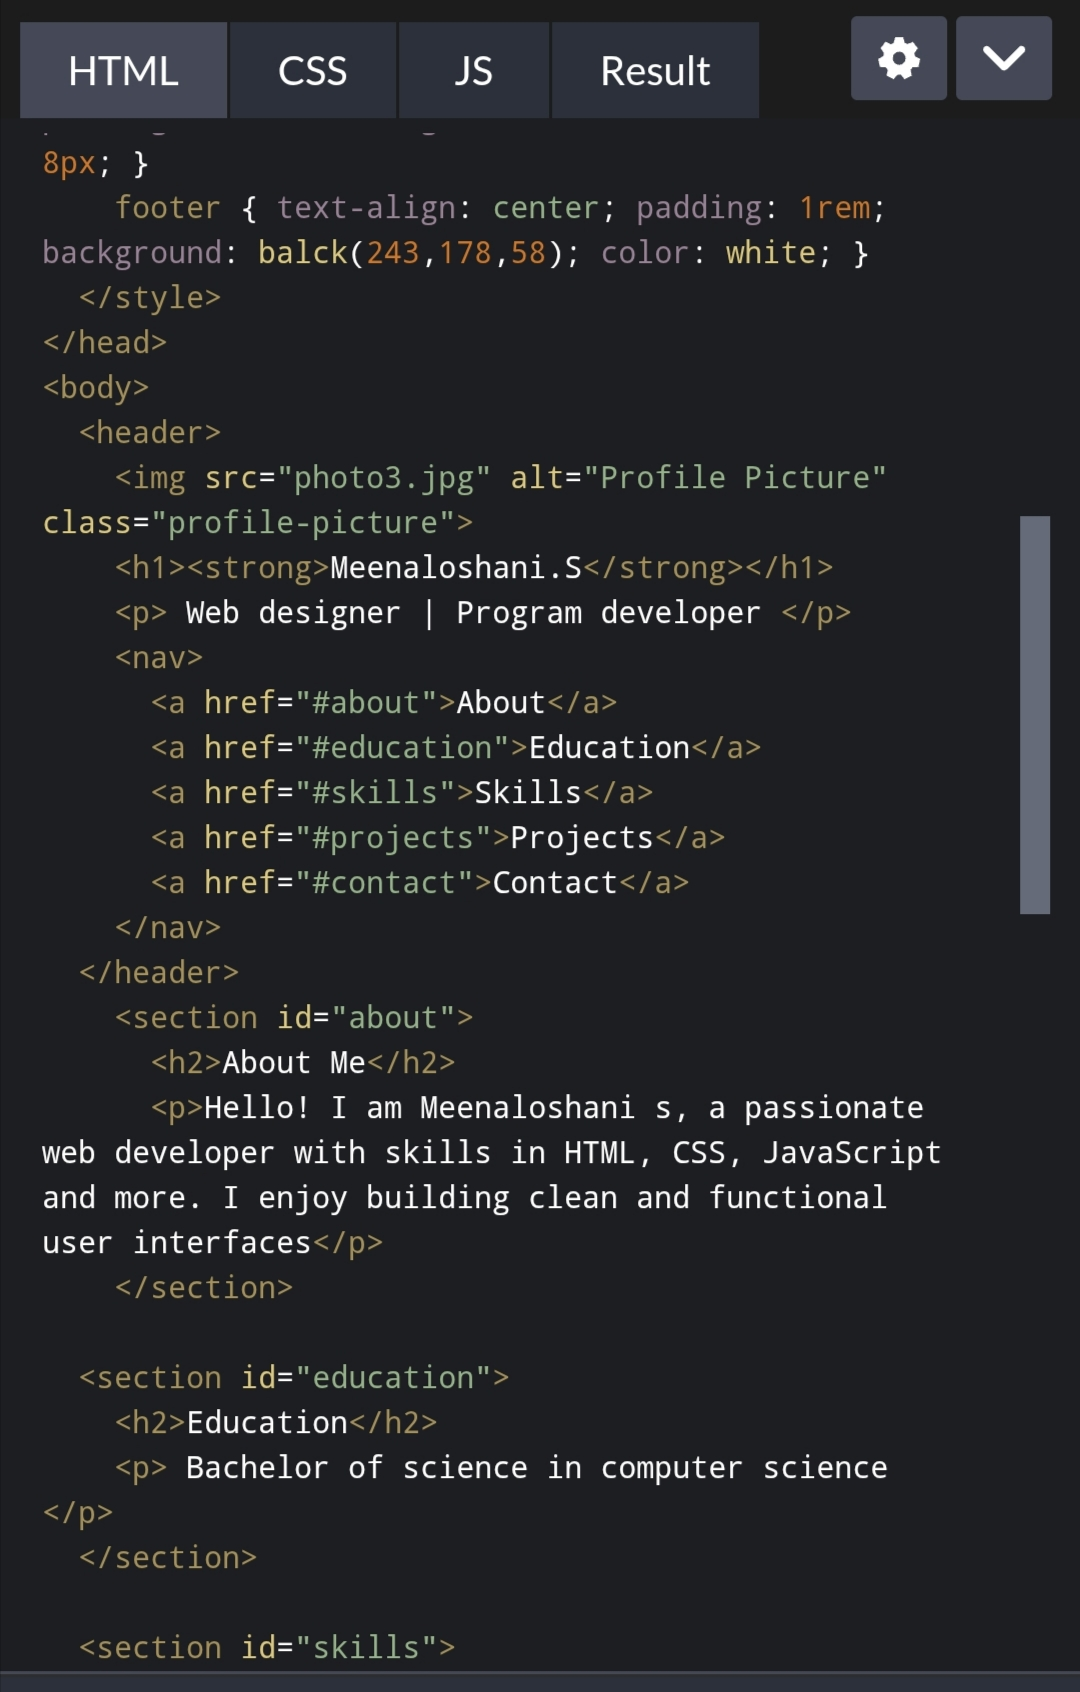 HTML CSS JS Result
8px; }
footer { text-align: center; padding: 1rem;
background: balck(243,178,58); color: white; }
</style>
</head>
<body>
<header>
<img src="photo3.jpg" alt="Profile Picture"
class="profile-picture">
<h1><strong>Meenaloshani.S</strong></h1>
<p> Web designer | Program developer </p>
<nav>
<a href="#about">About</a>
<a href="#education">Education</a>
<a href="#skills">Skills</a>
<a href="#projects">Projects</a>
<a href="#contact">Contact</a>
</nav>
</header>
<section id="about">
<h2>About Me</h2>
<p>Hello! I am Meenaloshani s, a passionate
web developer with skills in HTML, CSS, JavaScript
and more. I enjoy building clean and functional
user interfaces</p>
</section>
<section id="education">
<h2>Education</h2>
<p> Bachelor of science in computer science
</p>
</section>
<section id="skills">